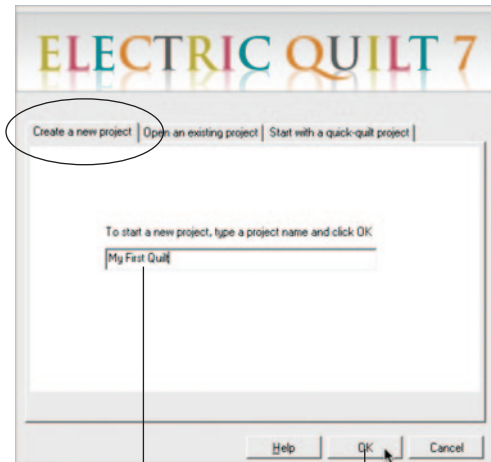 ELECTRIC QUILT 7
Create a new project Open an existing project Start with a quick-quilt project
To start a new project, type a project name and click OK
My First Quilt
Help OK Cancel